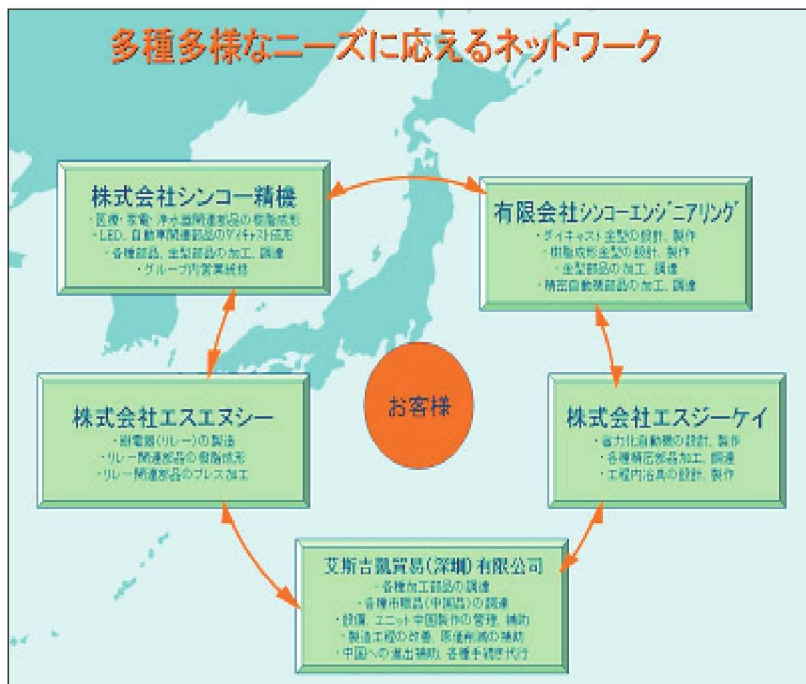 多種多様なニーズに応えるネットワーク
株式会社シンコー精機
・医療・家電・浄水器関連部品の樹脂成形
・LED、自動車関連部品のダイキャスト成形
・各種部品、金型部品の加工、調達
・グループ内営業統括
有限会社シンコーエンジニアリング
・ダイキャスト金型の設計、製作
・樹脂成形金型の設計、製作
・金型部品の加工、調達
・精密自動機部品の加工、調達
お客様
株式会社エスエヌシー
・継電器(リレー)の製造
・リレー関連部品の樹脂成形
・リレー関連部品のプレス加工
株式会社エスジーケイ
・省力化自動機の設計、製作
・各種精密部品加工、調達
・工程内治具の設計、製作
艾斯吉凱貿易(深圳)有限公司
・各種加工部品の調達
・各種市販品(中国品)の調達
・設備、ユニット中国製作の管理、補助
・製造工程の改善、原価削減の補助
・中国への進出補助、各種手続き代行